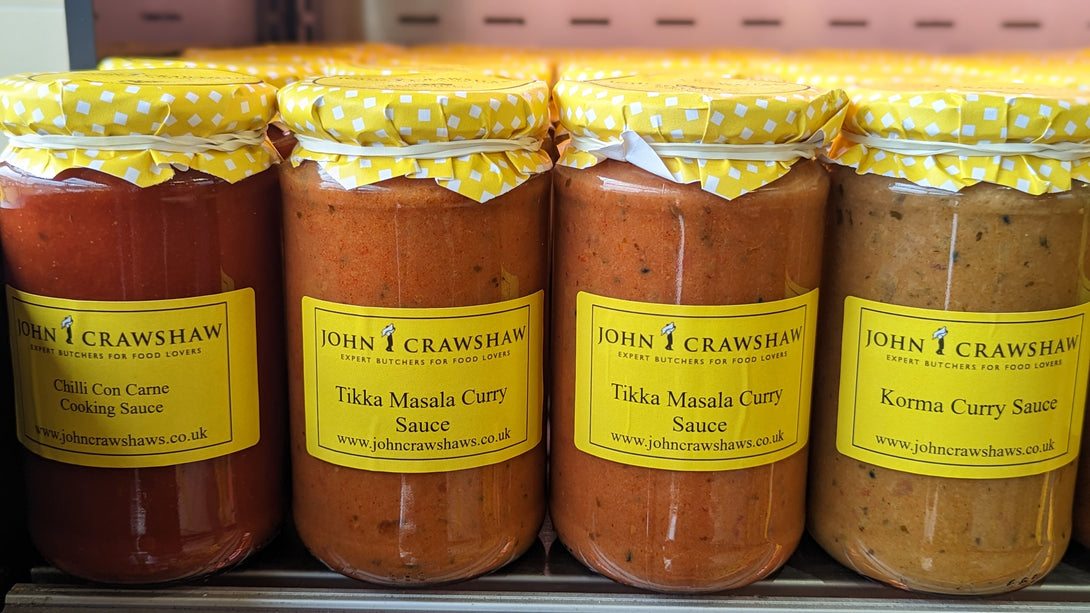 JOHN CRAWSHAW
EXPERT BUTCHERS FOR FOOD LOVERS
Chilli Con Carne
Cooking Sauce
www.johncrawshaws.co.uk
JOHN CRAWSHAW
EXPERT BUTCHERS FOR FOOD LOVERS
Tikka Masala Curry
Sauce
www.johncrawshaws.co.uk
JOHN CRAWSHAW
EXPERT BUTCHERS FOR FOOD LOVERS
Tikka Masala Curry
Sauce
www.johncrawshaws.co.uk
JOHN CRAWSHAW
EXPERT BUTCHERS FOR FOOD LOVERS
Korma Curry Sauce
www.johncrawshaws.co.uk